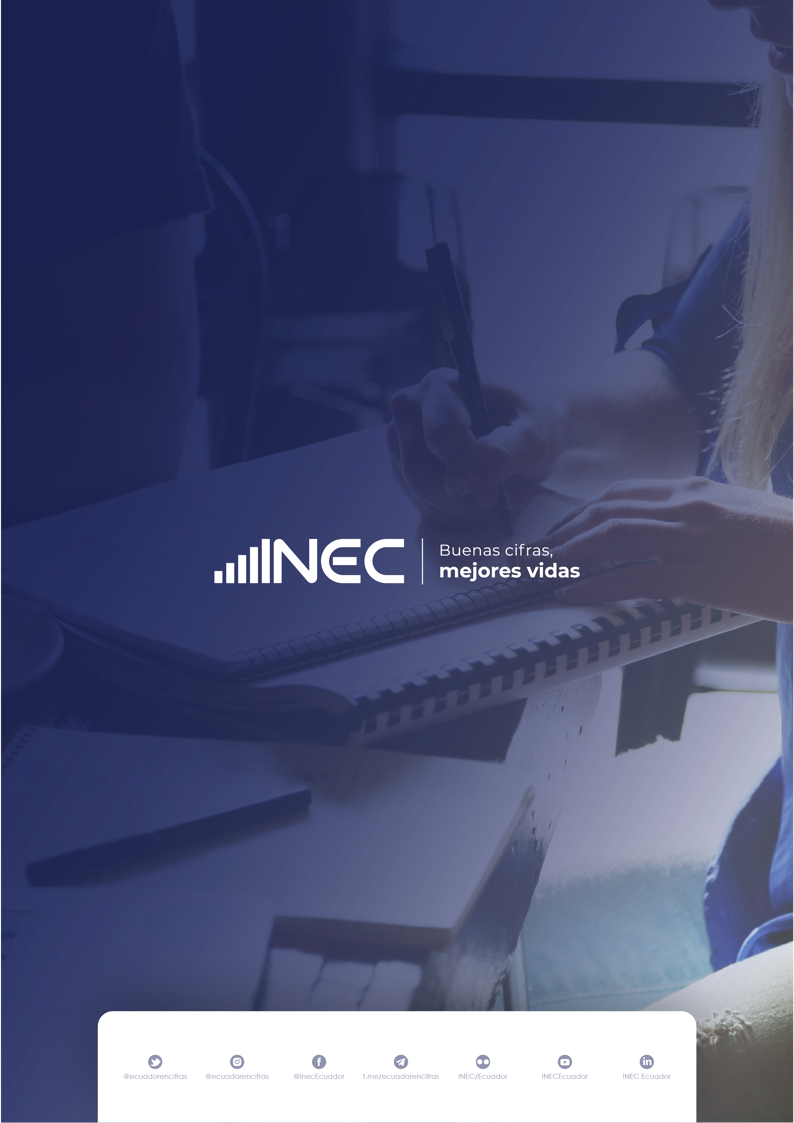 INEC
Buenas cifras,
mejores vidas
@ecuadorencifras @ecuadorencifras @InecEcuador t.me/ecuadorencifras INEC/Ecuador INECEcuador INEC Ecuador